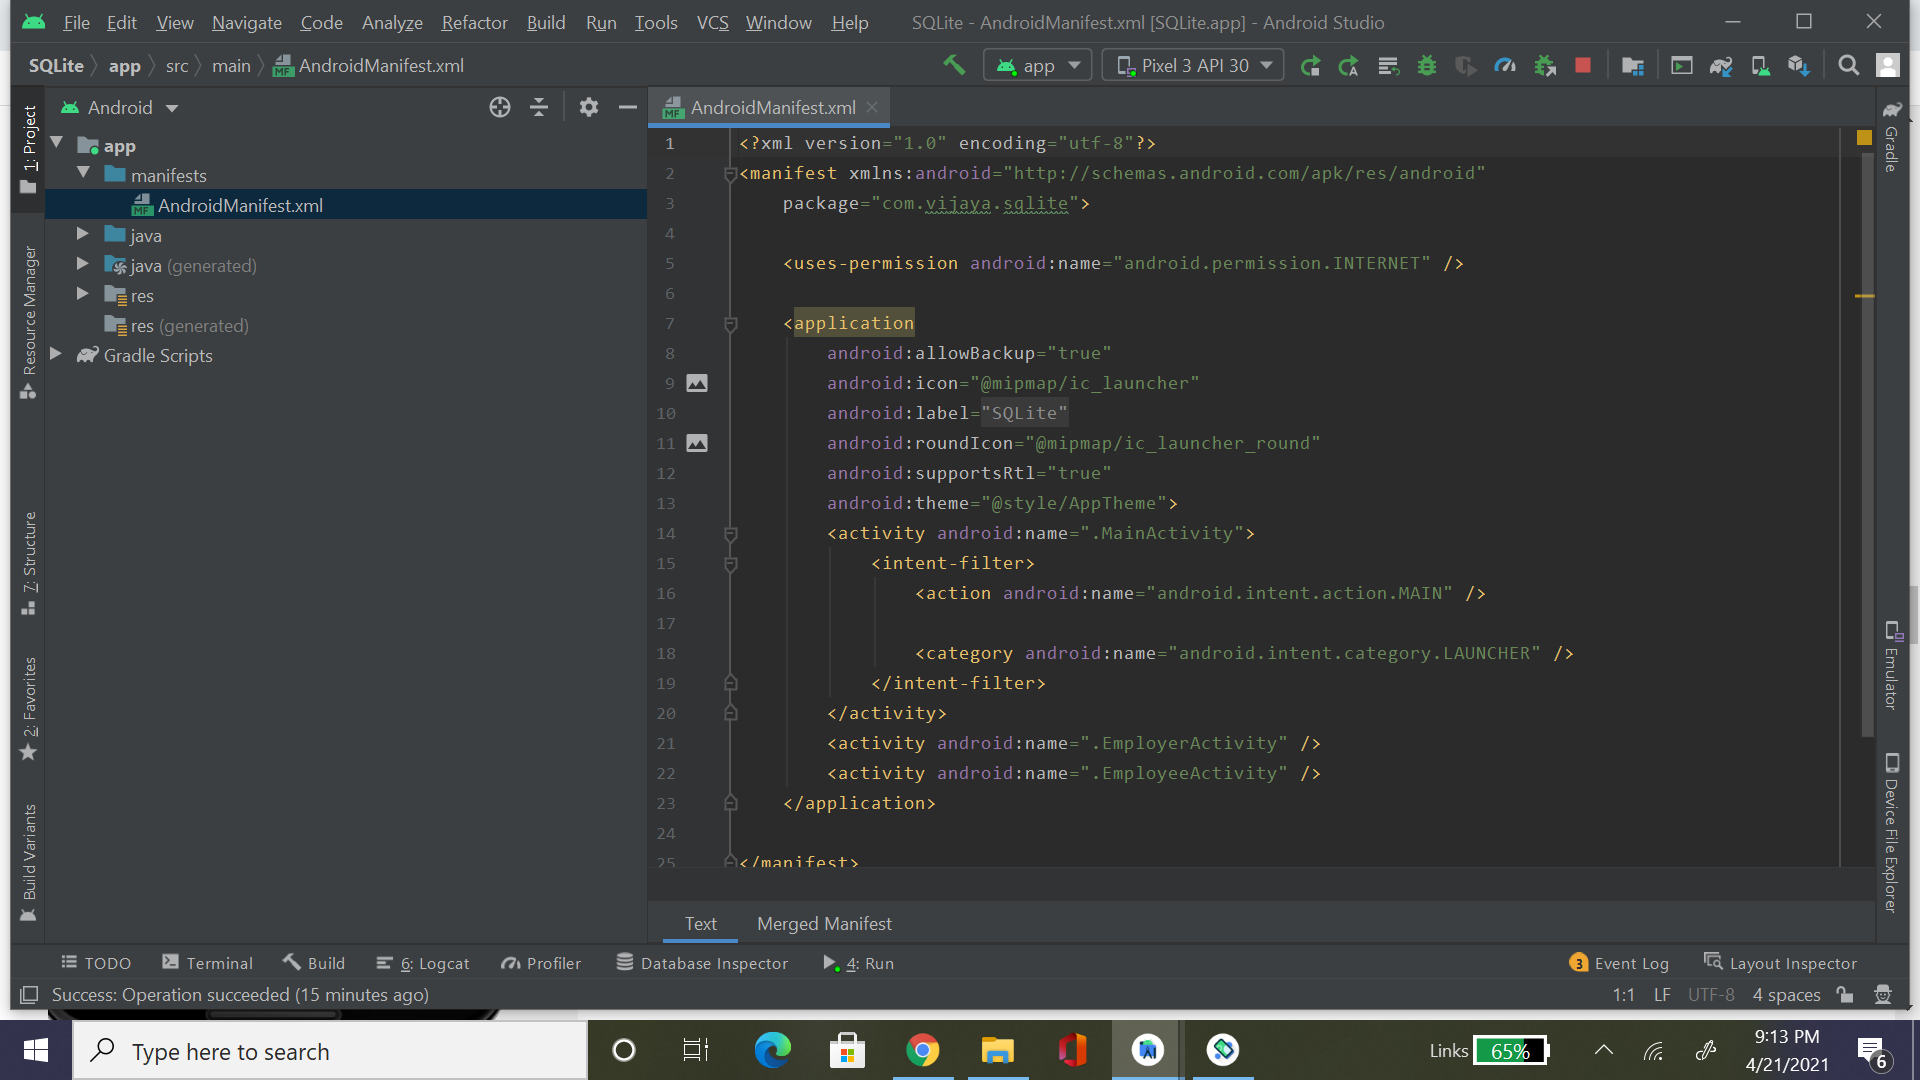 File Edit View Navigate Code Analyze Refactor Build Run Tools VCS Window Help SQLite - AndroidManifest.xml [SQLite.app] - Android Studio
SQLite app src main AndroidManifest.xml app Pixel 3 API 30
Android
AndroidManifest.xml
1: Project
Resource Manager
7: Structure
2: Favorites
Build Variants
app
manifests
AndroidManifest.xml
java
java (generated)
res
res (generated)
Gradle Scripts
1 <?xml version="1.0" encoding="utf-8"?>
2 <manifest xmlns:android="http://schemas.android.com/apk/res/android"
3 package="com.vijaya.sqlite">
4
5 <uses-permission android:name="android.permission.INTERNET" />
6
7 <application
8 android:allowBackup="true"
9 android:icon="@mipmap/ic_launcher"
10 android:label="SQLite"
11 android:roundIcon="@mipmap/ic_launcher_round"
12 android:supportsRtl="true"
13 android:theme="@style/AppTheme">
14 <activity android:name=".MainActivity">
15 <intent-filter>
16 <action android:name="android.intent.action.MAIN" />
17
18 <category android:name="android.intent.category.LAUNCHER" />
19 </intent-filter>
20 </activity>
21 <activity android:name=".EmployerActivity" />
22 <activity android:name=".EmployeeActivity" />
23 </application>
24
25 </manifest>
Gradle
Emulator
Device File Explorer
Text Merged Manifest
TODO Terminal Build 6: Logcat Profiler Database Inspector 4: Run 3 Event Log Layout Inspector
Success: Operation succeeded (15 minutes ago) 1:1 LF UTF-8 4 spaces
Type here to search
Links 65%
9:13 PM
4/21/2021
6